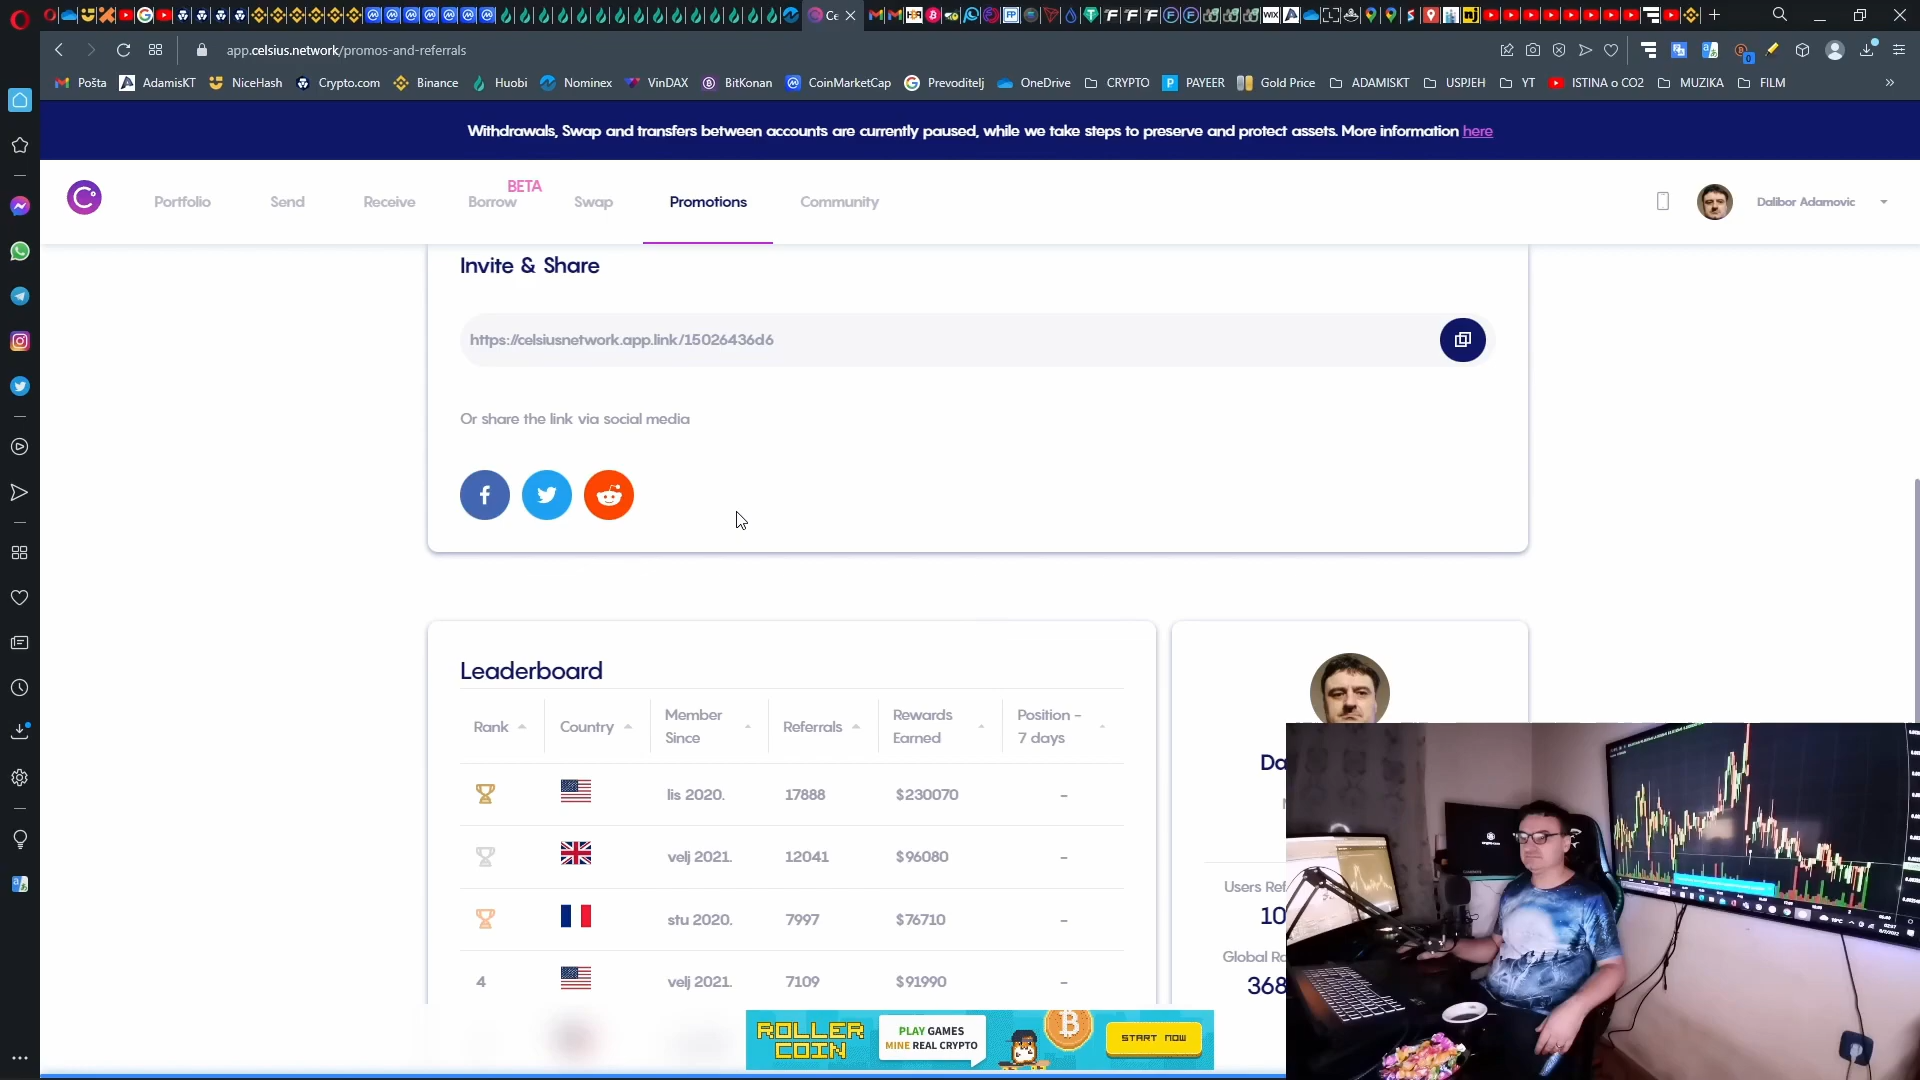 app.celsius.network/promos-and-referrals
Pošta AdamisKT NiceHash Crypto.com Binance Huobi Nominex VinDAX BitKonan CoinMarketCap Prevoditelj OneDrive CRYPTO PAYEER Gold Price ADAMISKT USPJEH YT ISTINA o CO2 MUZIKA FILM
Withdrawals, Swap and transfers between accounts are currently paused, while we take steps to preserve and protect assets. More information here
BETA
Portfolio Send Receive Borrow Swap Promotions Community Dalibor Adamovic
Invite & Share
https://celsiusnetwork.app.link/15026436d6
Or share the link via social media
Leaderboard
Rank Country Member Since Referrals Rewards Earned Position - 7 days
lis 2020. 17888 $230070 -
velj 2021. 12041 $96080 -
stu 2020. 7997 $76710 -
4 velj 2021. 7109 $91990 -
Da
Users Ref
10
Global Ra
368
ROLLER COIN
PLAY GAMES
MINE REAL CRYPTO
START NOW